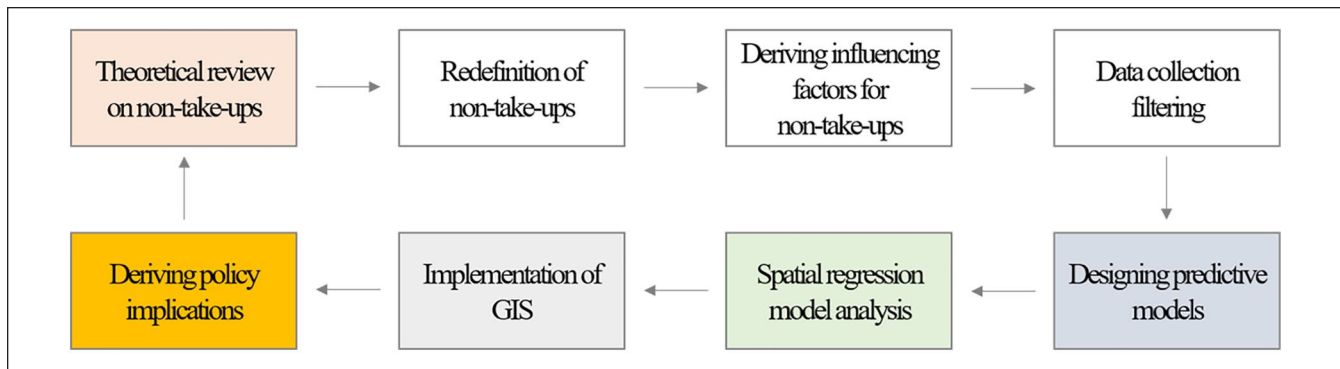 Theoretical review
on non-take-ups
Redefinition of
non-take-ups
Deriving influencing
factors for
non-take-ups
Data collection
filtering
Designing predictive
models
Spatial regression
model analysis
Implementation of
GIS
Deriving policy
implications